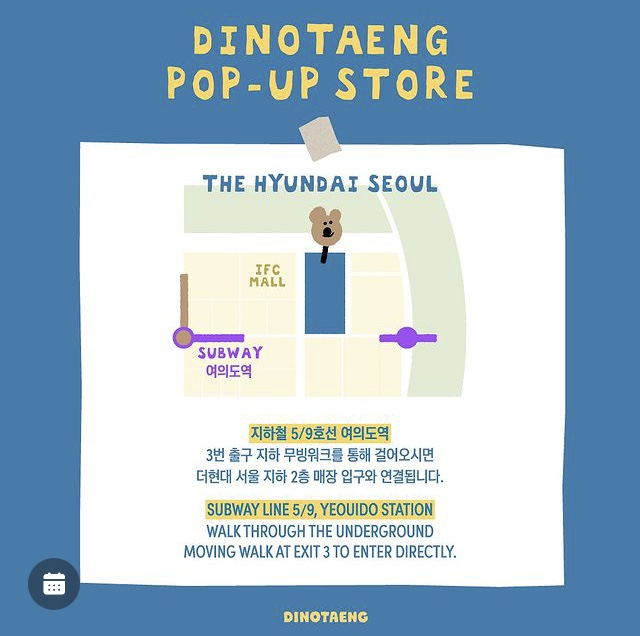 DINOTAENG
POP-UP STORE
THE HYUNDAI SEOUL
IFC
MALL
SUBWAY
여의도역
지하철 5/9호선 여의도역
3번 출구 지하 무빙워크를 통해 걸어오시면
더현대 서울 지하 2층 매장 입구와 연결됩니다.
SUBWAY LINE 5/9, YEOUIDO STATION
WALK THROUGH THE UNDERGROUND
MOVING WALK AT EXIT 3 TO ENTER DIRECTLY.
DINOTAENG